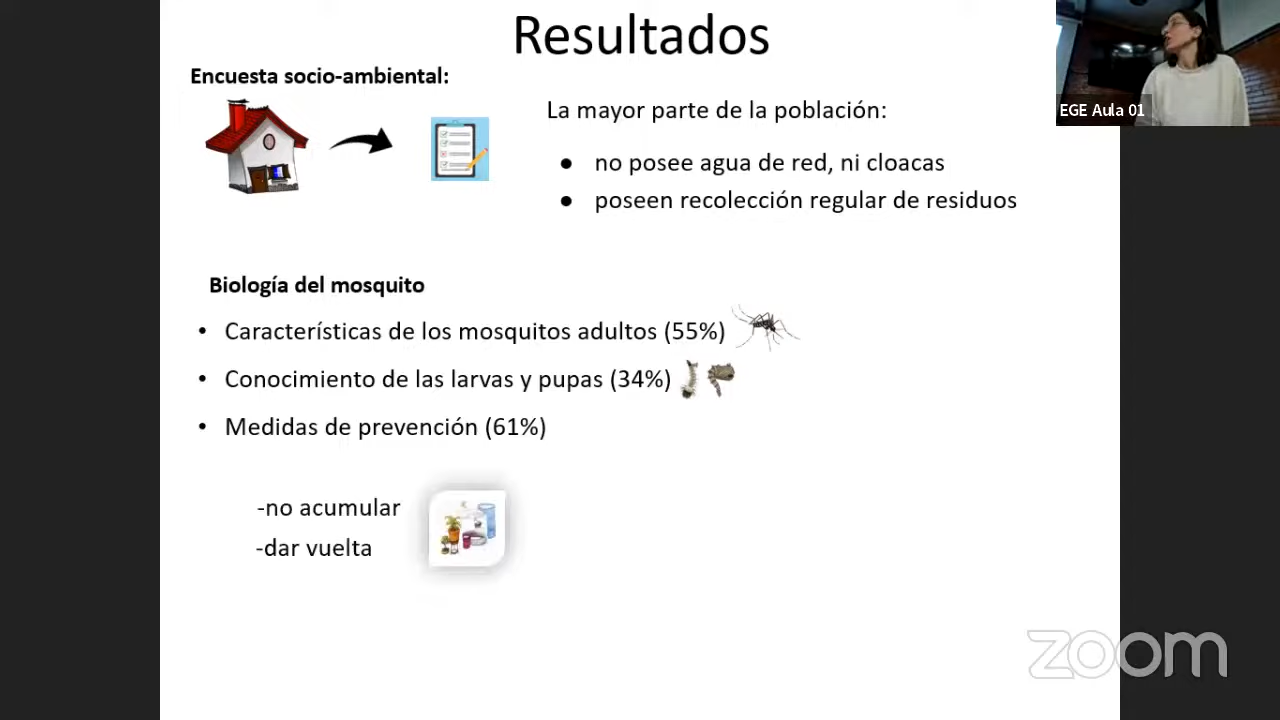 Resultados
Encuesta socio-ambiental:
La mayor parte de la población:
● no posee agua de red, ni cloacas
● poseen recolección regular de residuos
EGE Aula 01
Biología del mosquito
• Características de los mosquitos adultos (55%)
• Conocimiento de las larvas y pupas (34%)
• Medidas de prevención (61%)
-no acumular
-dar vuelta
zoom